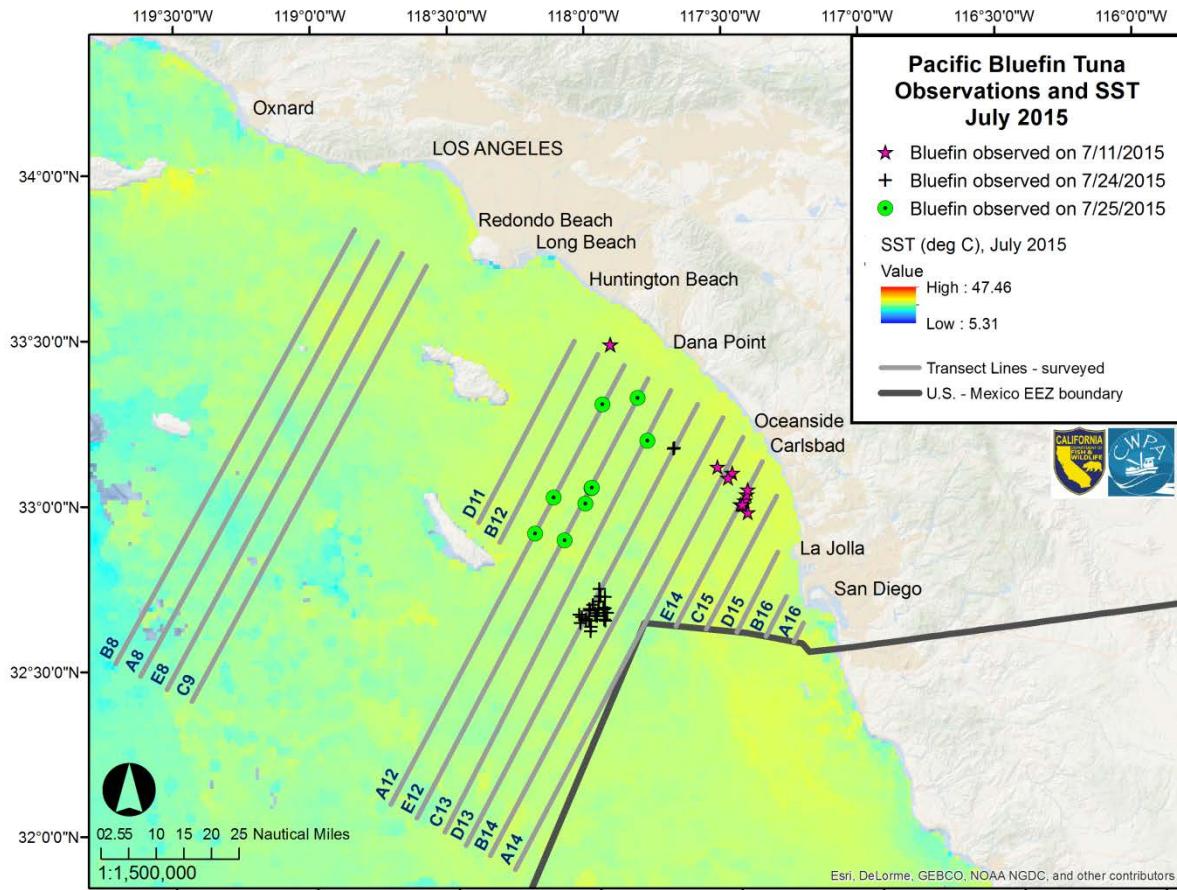 119°30'0"W
119°0'0"W
118°30'0"W
118°0'0"W
117°30'0"W
117°0'0"W
116°30'0"W
116°0'0"W
34°0'0"N
33°30'0"N
33°0'0"N
32°30'0"N
32°0'0"N
Pacific Bluefin Tuna
Observations and SST
July 2015
Bluefin observed on 7/11/2015
Bluefin observed on 7/24/2015
Bluefin observed on 7/25/2015
SST (deg C), July 2015
Value
High : 47.46
Low : 5.31
Transect Lines - surveyed
U.S. - Mexico EEZ boundary
CALIFORNIA
FISH &
WILDLIFE
CWPA
Oxnard
LOS ANGELES
Redondo Beach
Long Beach
Huntington Beach
Dana Point
Oceanside
Carlsbad
La Jolla
San Diego
D11
B12
E14
C15
D15
B16
A16
B8
A8
E8
C9
A12
E12
C13
D13
B14
A14
02.55 10 15 20 25 Nautical Miles
1:1,500,000
Esri, DeLorme, GEBCO, NOAA NGDC, and other contributors